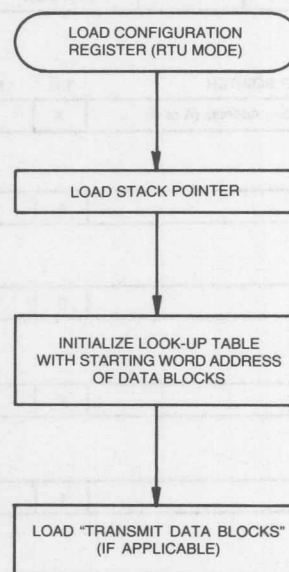 LOAD CONFIGURATION
REGISTER (RTU MODE)
LOAD STACK POINTER
INITIALIZE LOOK-UP TABLE
WITH STARTING WORD ADDRESS
OF DATA BLOCKS
LOAD “TRANSMIT DATA BLOCKS”
(IF APPLICABLE)